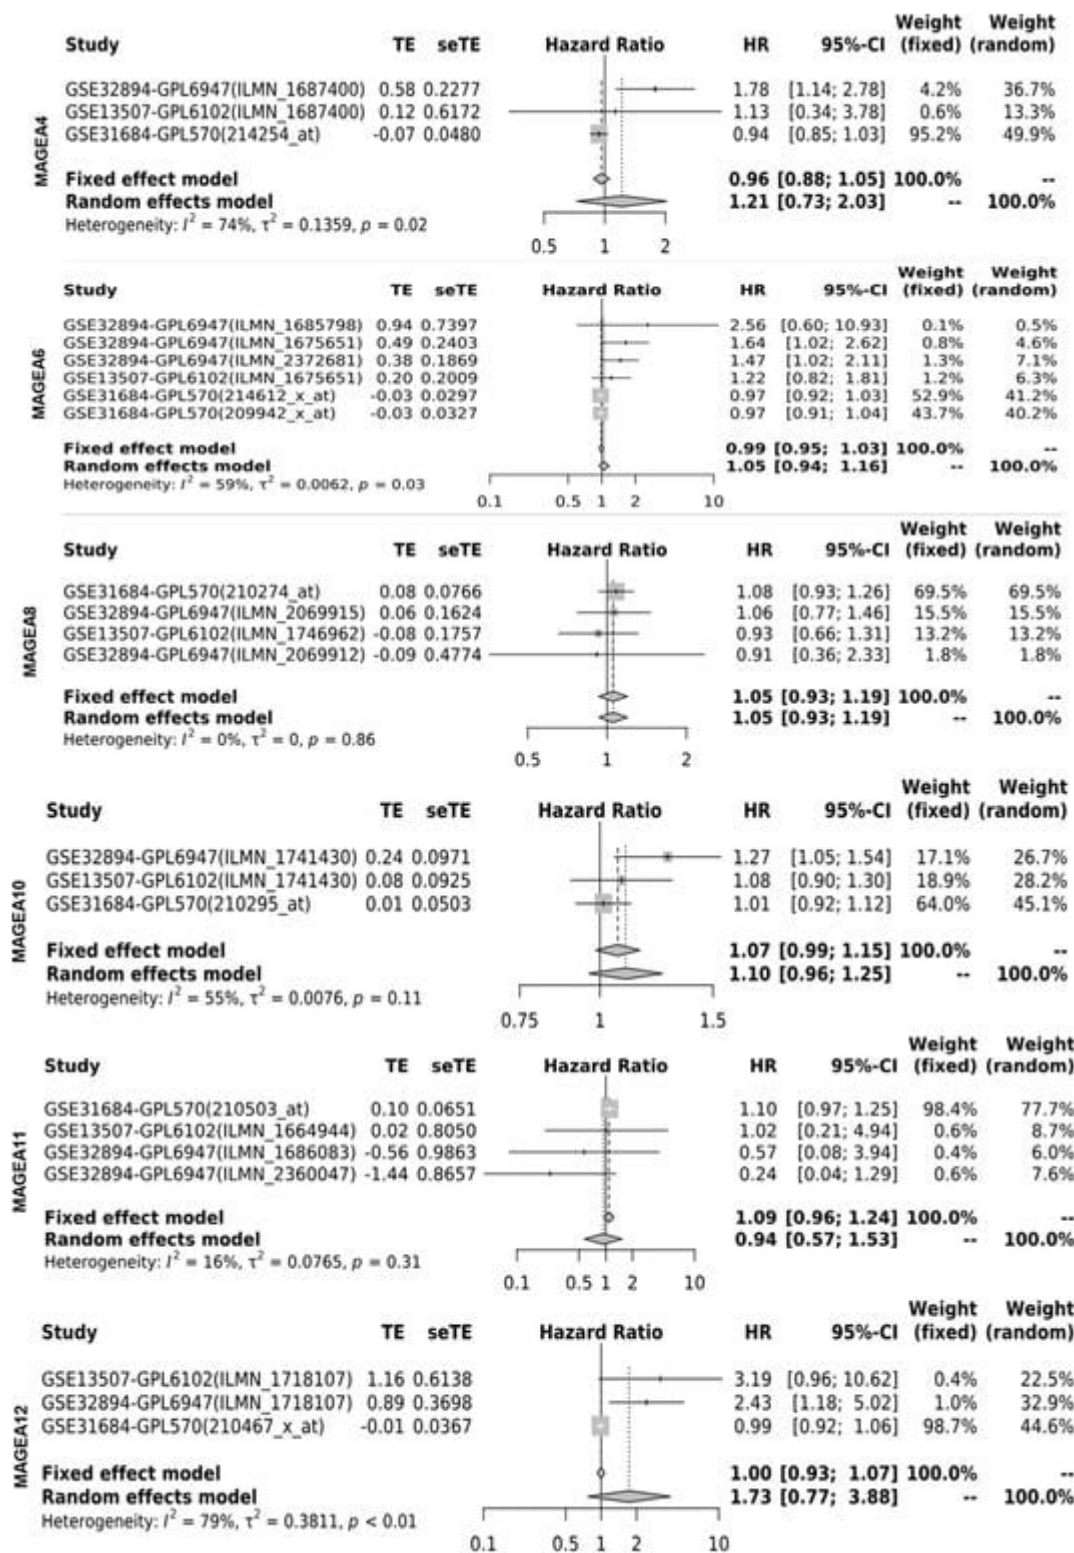 Weight Weight
Study TE seTE Hazard Ratio HR 95%-CI (fixed) (random)
GSE32894-GPL6947(ILMN_1687400) 0.58 0.2277 1.78 [1.14; 2.78] 4.2% 36.7%
GSE13507-GPL6102(ILMN_1687400) 0.12 0.6172 1.13 [0.34; 3.78] 0.6% 13.3%
GSE31684-GPL570(214254_at) -0.07 0.0480 0.94 [0.85; 1.03] 95.2% 49.9%
MAGEA4
Fixed effect model 0.96 [0.88; 1.05] 100.0% --
Random effects model 1.21 [0.73; 2.03] -- 100.0%
Heterogeneity: I² = 74%, τ² = 0.1359, p = 0.02
0.5 1 2
Weight Weight
Study TE seTE Hazard Ratio HR 95%-CI (fixed) (random)
GSE32894-GPL6947(ILMN_1685798) 0.94 0.7397 2.56 [0.60; 10.93] 0.1% 0.5%
GSE32894-GPL6947(ILMN_1675651) 0.49 0.2403 1.64 [1.02; 2.62] 0.8% 4.6%
GSE32894-GPL6947(ILMN_2372681) 0.38 0.1869 1.47 [1.02; 2.11] 1.3% 7.1%
GSE13507-GPL6102(ILMN_1675651) 0.20 0.2009 1.22 [0.82; 1.81] 1.2% 6.3%
GSE31684-GPL570(214612_x_at) -0.03 0.0297 0.97 [0.92; 1.03] 52.9% 41.2%
GSE31684-GPL570(209942_x_at) -0.03 0.0327 0.97 [0.91; 1.04] 43.7% 40.2%
MAGEA6
Fixed effect model 0.99 [0.95; 1.03] 100.0% --
Random effects model 1.05 [0.94; 1.16] -- 100.0%
Heterogeneity: I² = 59%, τ² = 0.0062, p = 0.03
0.1 0.5 1 2 10
Weight Weight
Study TE seTE Hazard Ratio HR 95%-CI (fixed) (random)
GSE31684-GPL570(210274_at) 0.08 0.0766 1.08 [0.93; 1.26] 69.5% 69.5%
GSE32894-GPL6947(ILMN_2069915) 0.06 0.1624 1.06 [0.77; 1.46] 15.5% 15.5%
GSE13507-GPL6102(ILMN_1746962) -0.08 0.1757 0.93 [0.66; 1.31] 13.2% 13.2%
GSE32894-GPL6947(ILMN_2069912) -0.09 0.4774 0.91 [0.36; 2.33] 1.8% 1.8%
MAGEA8
Fixed effect model 1.05 [0.93; 1.19] 100.0% --
Random effects model 1.05 [0.93; 1.19] -- 100.0%
Heterogeneity: I² = 0%, τ² = 0, p = 0.86
0.5 1 2
Weight Weight
Study TE seTE Hazard Ratio HR 95%-CI (fixed) (random)
GSE32894-GPL6947(ILMN_1741430) 0.24 0.0971 1.27 [1.05; 1.54] 17.1% 26.7%
GSE13507-GPL6102(ILMN_1741430) 0.08 0.0925 1.08 [0.90; 1.30] 18.9% 28.2%
GSE31684-GPL570(210295_at) 0.01 0.0503 1.01 [0.92; 1.12] 64.0% 45.1%
MAGEA10
Fixed effect model 1.07 [0.99; 1.15] 100.0% --
Random effects model 1.10 [0.96; 1.25] -- 100.0%
Heterogeneity: I² = 55%, τ² = 0.0076, p = 0.11
0.75 1 1.5
Weight Weight
Study TE seTE Hazard Ratio HR 95%-CI (fixed) (random)
GSE31684-GPL570(210503_at) 0.10 0.0651 1.10 [0.97; 1.25] 98.4% 77.7%
GSE13507-GPL6102(ILMN_1664944) 0.02 0.8050 1.02 [0.21; 4.94] 0.6% 8.7%
GSE32894-GPL6947(ILMN_1686083) -0.56 0.9863 0.57 [0.08; 3.94] 0.4% 6.0%
GSE32894-GPL6947(ILMN_2360047) -1.44 0.8657 0.24 [0.04; 1.29] 0.6% 7.6%
MAGEA11
Fixed effect model 1.09 [0.96; 1.24] 100.0% --
Random effects model 0.94 [0.57; 1.53] -- 100.0%
Heterogeneity: I² = 16%, τ² = 0.0765, p = 0.31
0.1 0.5 1 2 10
Weight Weight
Study TE seTE Hazard Ratio HR 95%-CI (fixed) (random)
GSE13507-GPL6102(ILMN_1718107) 1.16 0.6138 3.19 [0.96; 10.62] 0.4% 22.5%
GSE32894-GPL6947(ILMN_1718107) 0.89 0.3698 2.43 [1.18; 5.02] 1.0% 32.9%
GSE31684-GPL570(210467_x_at) -0.01 0.0367 0.99 [0.92; 1.06] 98.7% 44.6%
MAGEA12
Fixed effect model 1.00 [0.93; 1.07] 100.0% --
Random effects model 1.73 [0.77; 3.88] -- 100.0%
Heterogeneity: I² = 79%, τ² = 0.3811, p < 0.01
0.1 0.5 1 2 10